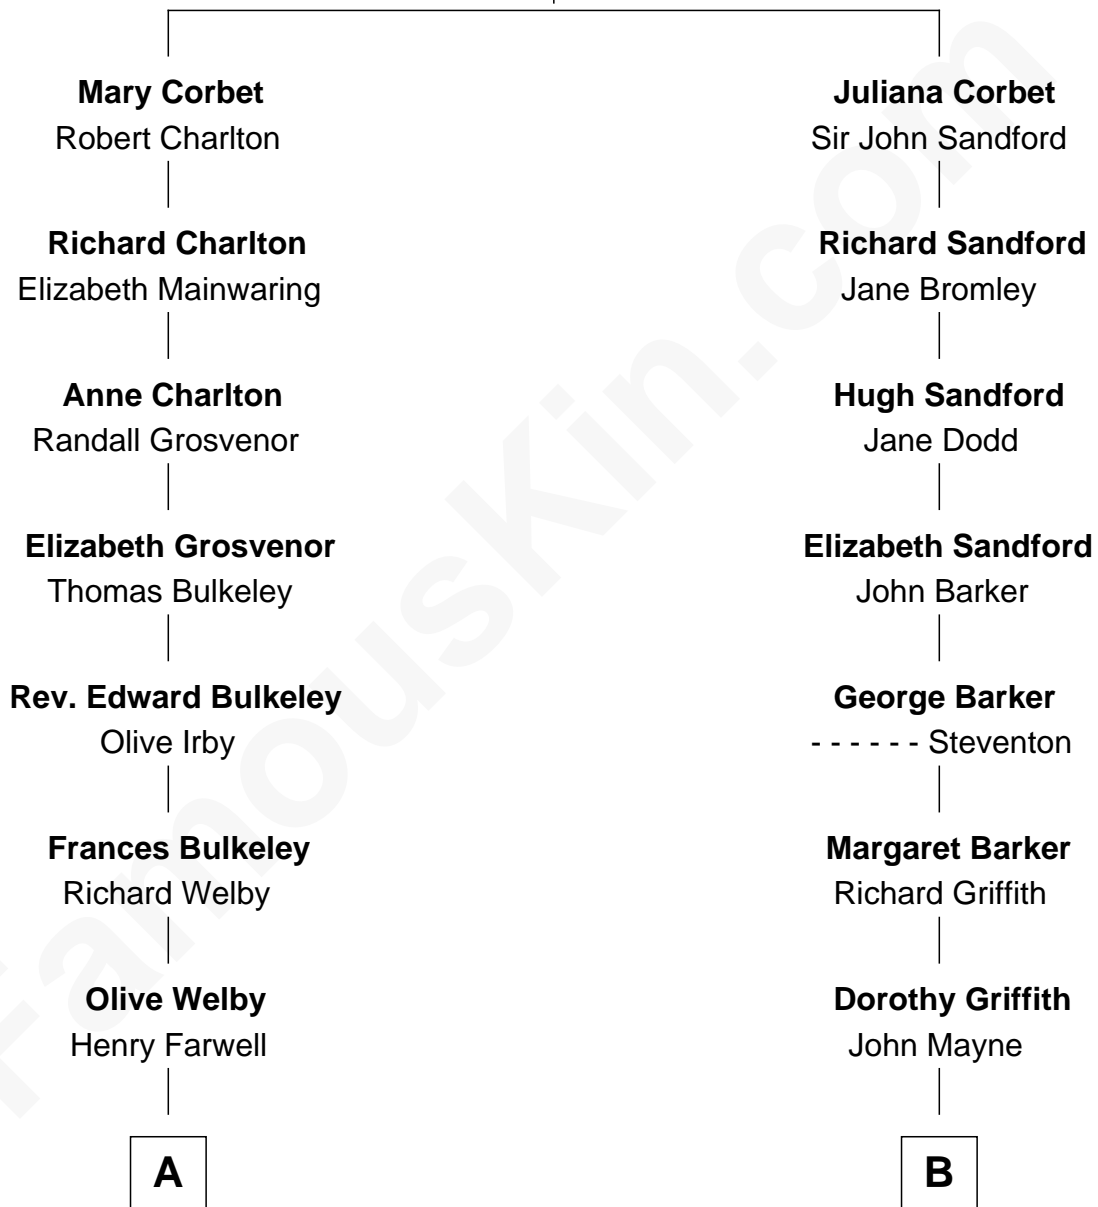 Mary Corbet
Robert Charlton
Richard Charlton
Elizabeth Mainwaring
Anne Charlton
Randall Grosvenor
Elizabeth Grosvenor
Thomas Bulkeley
Rev. Edward Bulkeley
Olive Irby
Frances Bulkeley
Richard Welby
Olive Welby
Henry Farwell
A
Juliana Corbet
Sir John Sandford
Richard Sandford
Jane Bromley
Hugh Sandford
Jane Dodd
Elizabeth Sandford
John Barker
George Barker
- - - - - - Steventon
Margaret Barker
Richard Griffith
Dorothy Griffith
John Mayne
B
FamousKin.com